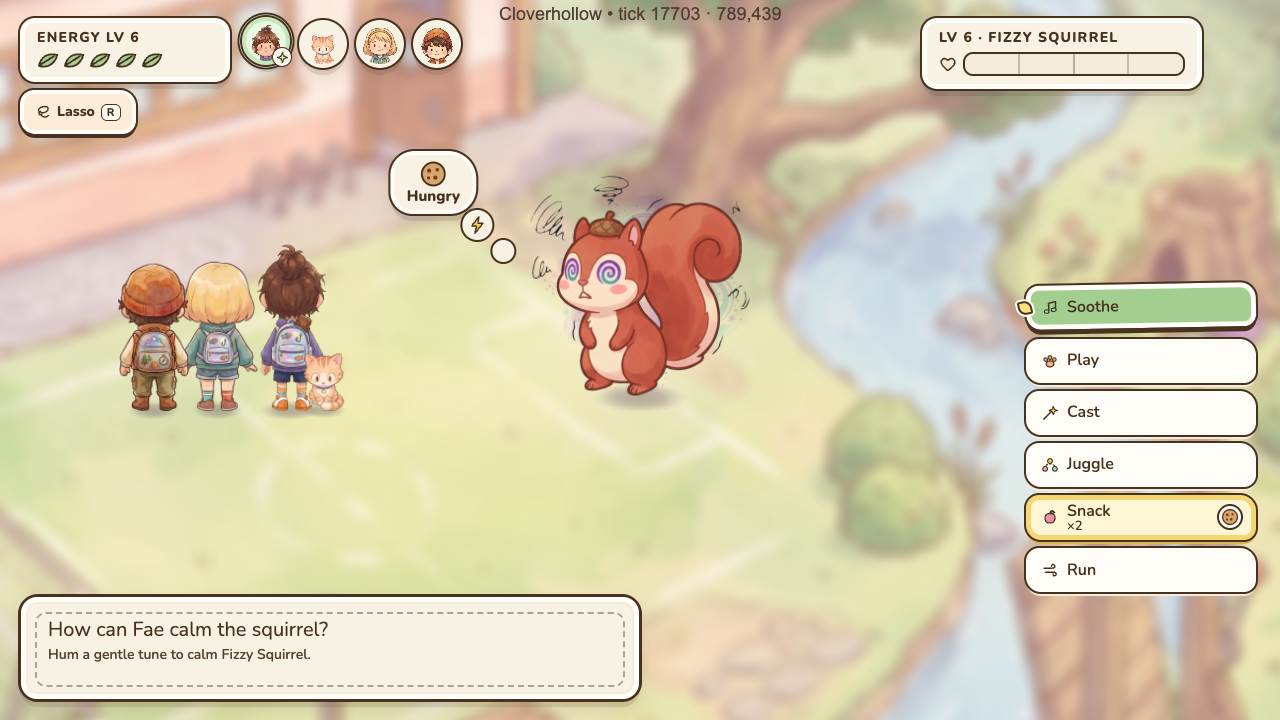 Cloverhollow • tick 17703 · 789,439
ENERGY LV 6
LV 6 · FIZZY SQUIRREL
Lasso R
Hungry
Soothe
Play
Cast
Juggle
Snack
×2
Run
How can Fae calm the squirrel?
Hum a gentle tune to calm Fizzy Squirrel.